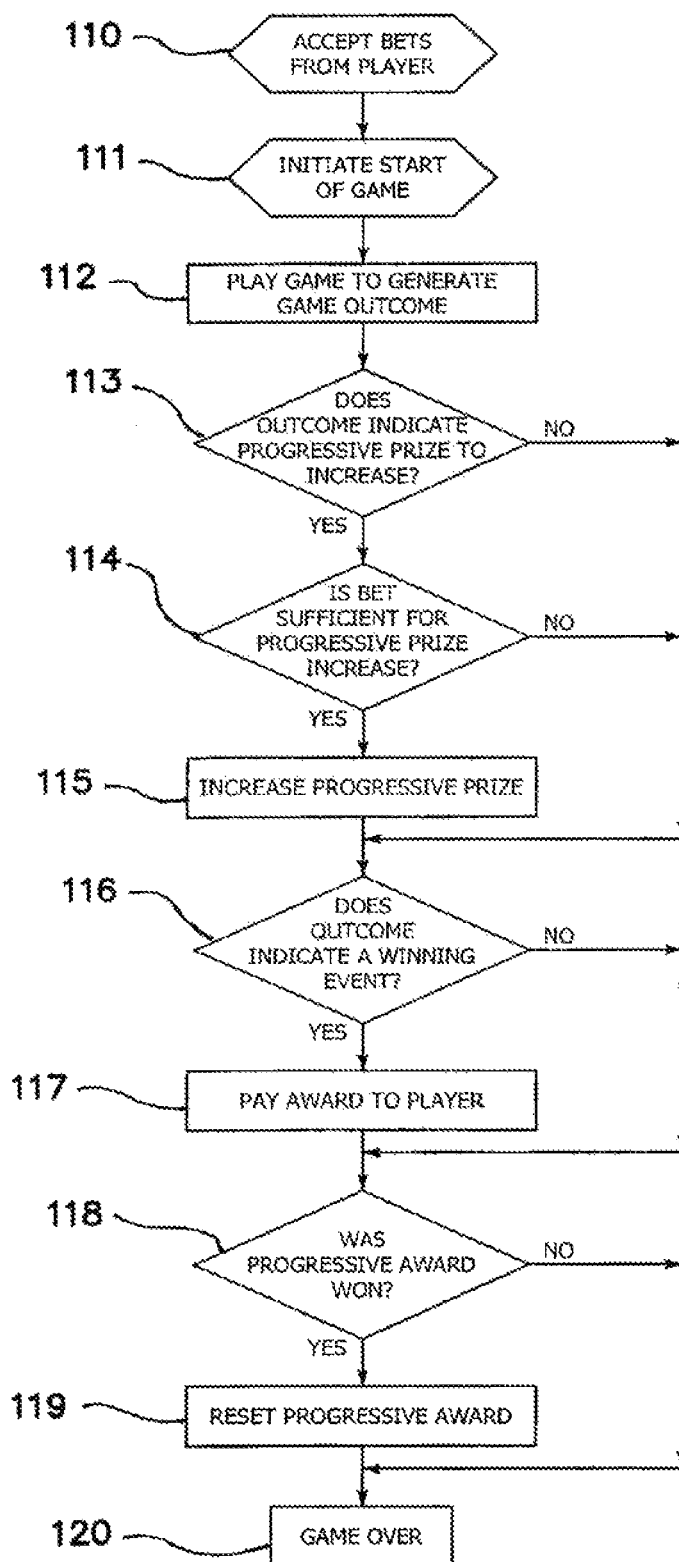 110
ACCEPT BETS
FROM PLAYER
111
INITIATE START
OF GAME
112
PLAY GAME TO GENERATE
GAME OUTCOME
113
DOES
OUTCOME INDICATE
PROGRESSIVE PRIZE TO
INCREASE?
NO
YES
114
IS BET
SUFFICIENT FOR
PROGRESSIVE PRIZE
INCREASE?
NO
YES
115
INCREASE PROGRESSIVE PRIZE
116
DOES
OUTCOME
INDICATE A WINNING
EVENT?
NO
YES
117
PAY AWARD TO PLAYER
118
WAS
PROGRESSIVE AWARD
WON?
NO
YES
119
RESET PROGRESSIVE AWARD
120
GAME OVER